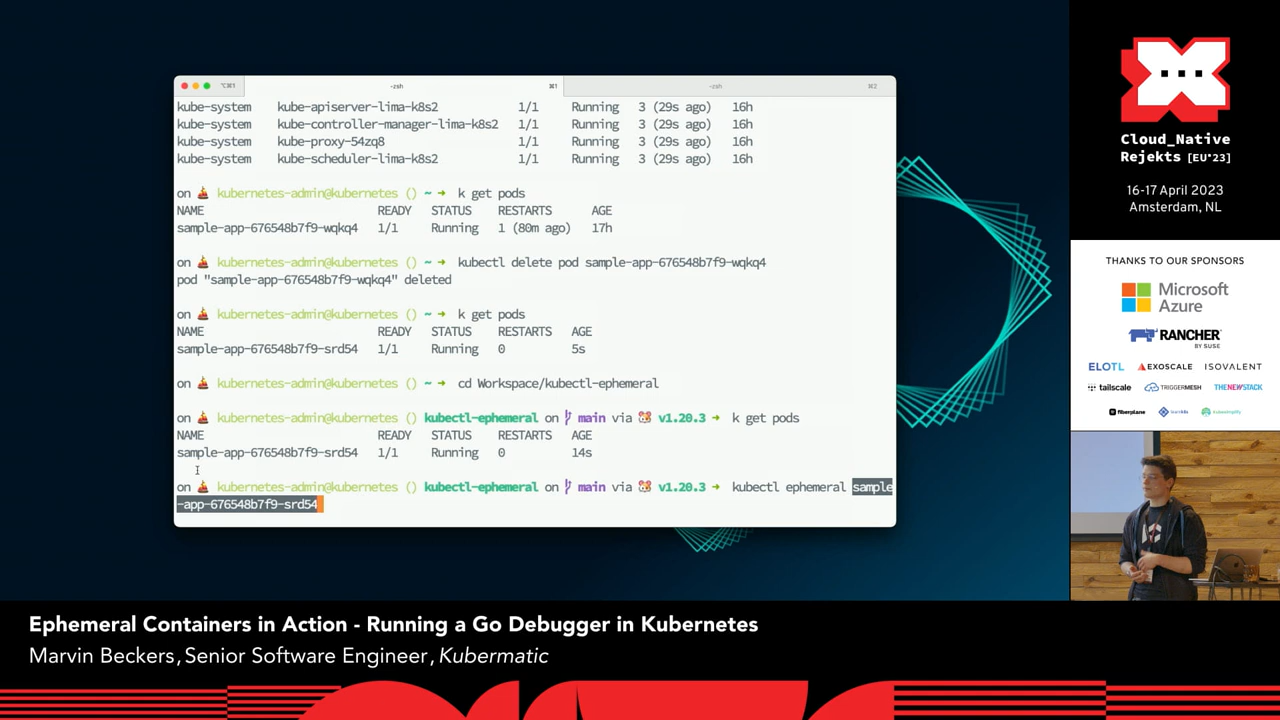 -zsh ⌘1 -zsh ⌘2
⌥⌘1
kube-system kube-apiserver-lima-k8s2 1/1 Running 3 (29s ago) 16h
kube-system kube-controller-manager-lima-k8s2 1/1 Running 3 (29s ago) 16h
kube-system kube-proxy-54zq8 1/1 Running 3 (29s ago) 16h
kube-system kube-scheduler-lima-k8s2 1/1 Running 3 (29s ago) 16h
on kubernetes-admin@kubernetes () ~ ➜ k get pods
NAME READY STATUS RESTARTS AGE
sample-app-676548b7f9-wqkq4 1/1 Running 1 (80m ago) 17h
on kubernetes-admin@kubernetes () ~ ➜ kubectl delete pod sample-app-676548b7f9-wqkq4
pod "sample-app-676548b7f9-wqkq4" deleted
on kubernetes-admin@kubernetes () ~ ➜ k get pods
NAME READY STATUS RESTARTS AGE
sample-app-676548b7f9-srd54 1/1 Running 0 5s
on kubernetes-admin@kubernetes () ~ ➜ cd Workspace/kubectl-ephemeral
on kubernetes-admin@kubernetes () kubectl-ephemeral on main via v1.20.3 ➜ k get pods
NAME READY STATUS RESTARTS AGE
sample-app-676548b7f9-srd54 1/1 Running 0 14s
on kubernetes-admin@kubernetes () kubectl-ephemeral on main via v1.20.3 ➜ kubectl ephemeral sample
-app-676548b7f9-srd54
Cloud_Native
Rejekts [EU*23]
16-17 April 2023
Amsterdam, NL
THANKS TO OUR SPONSORS
Microsoft
Azure
RANCHER
BY SUSE
ELOTL EXOSCALE ISOVALENT
tailscale TRIGGERMESH THENEWSTACK
fiberplane kubesimplify
Ephemeral Containers in Action - Running a Go Debugger in Kubernetes
Marvin Beckers, Senior Software Engineer, Kubermatic